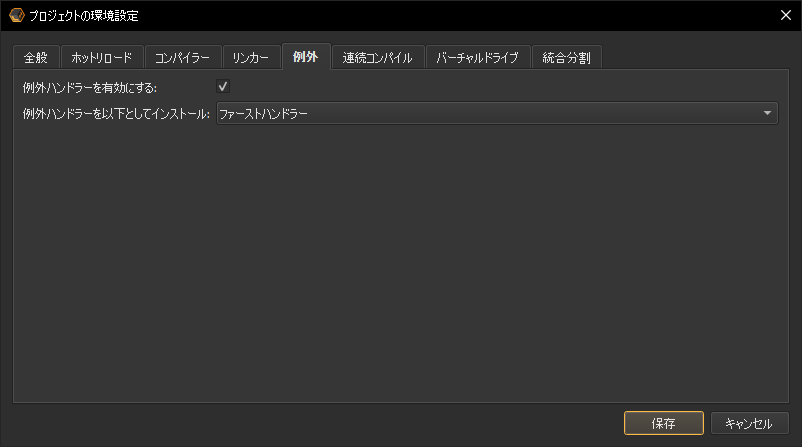 プロジェクトの環境設定
全般 ホットリロード コンパイラー リンカー 例外 連続コンパイル バーチャルドライブ 統合分割
例外ハンドラーを有効にする:
例外ハンドラーを以下としてインストール: ファーストハンドラー
保存 キャンセル